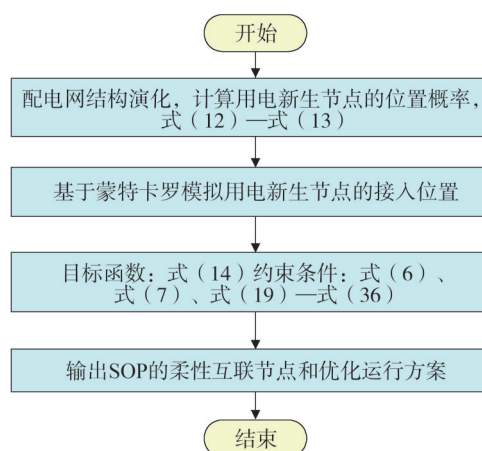 开始
配电网结构演化，计算用电新生节点的位置概率，
式（12）—式（13）
基于蒙特卡罗模拟用电新生节点的接入位置
目标函数：式（14）约束条件：式（6）、
式（7）、式（19）—式（36）
输出SOP的柔性互联节点和优化运行方案
结束